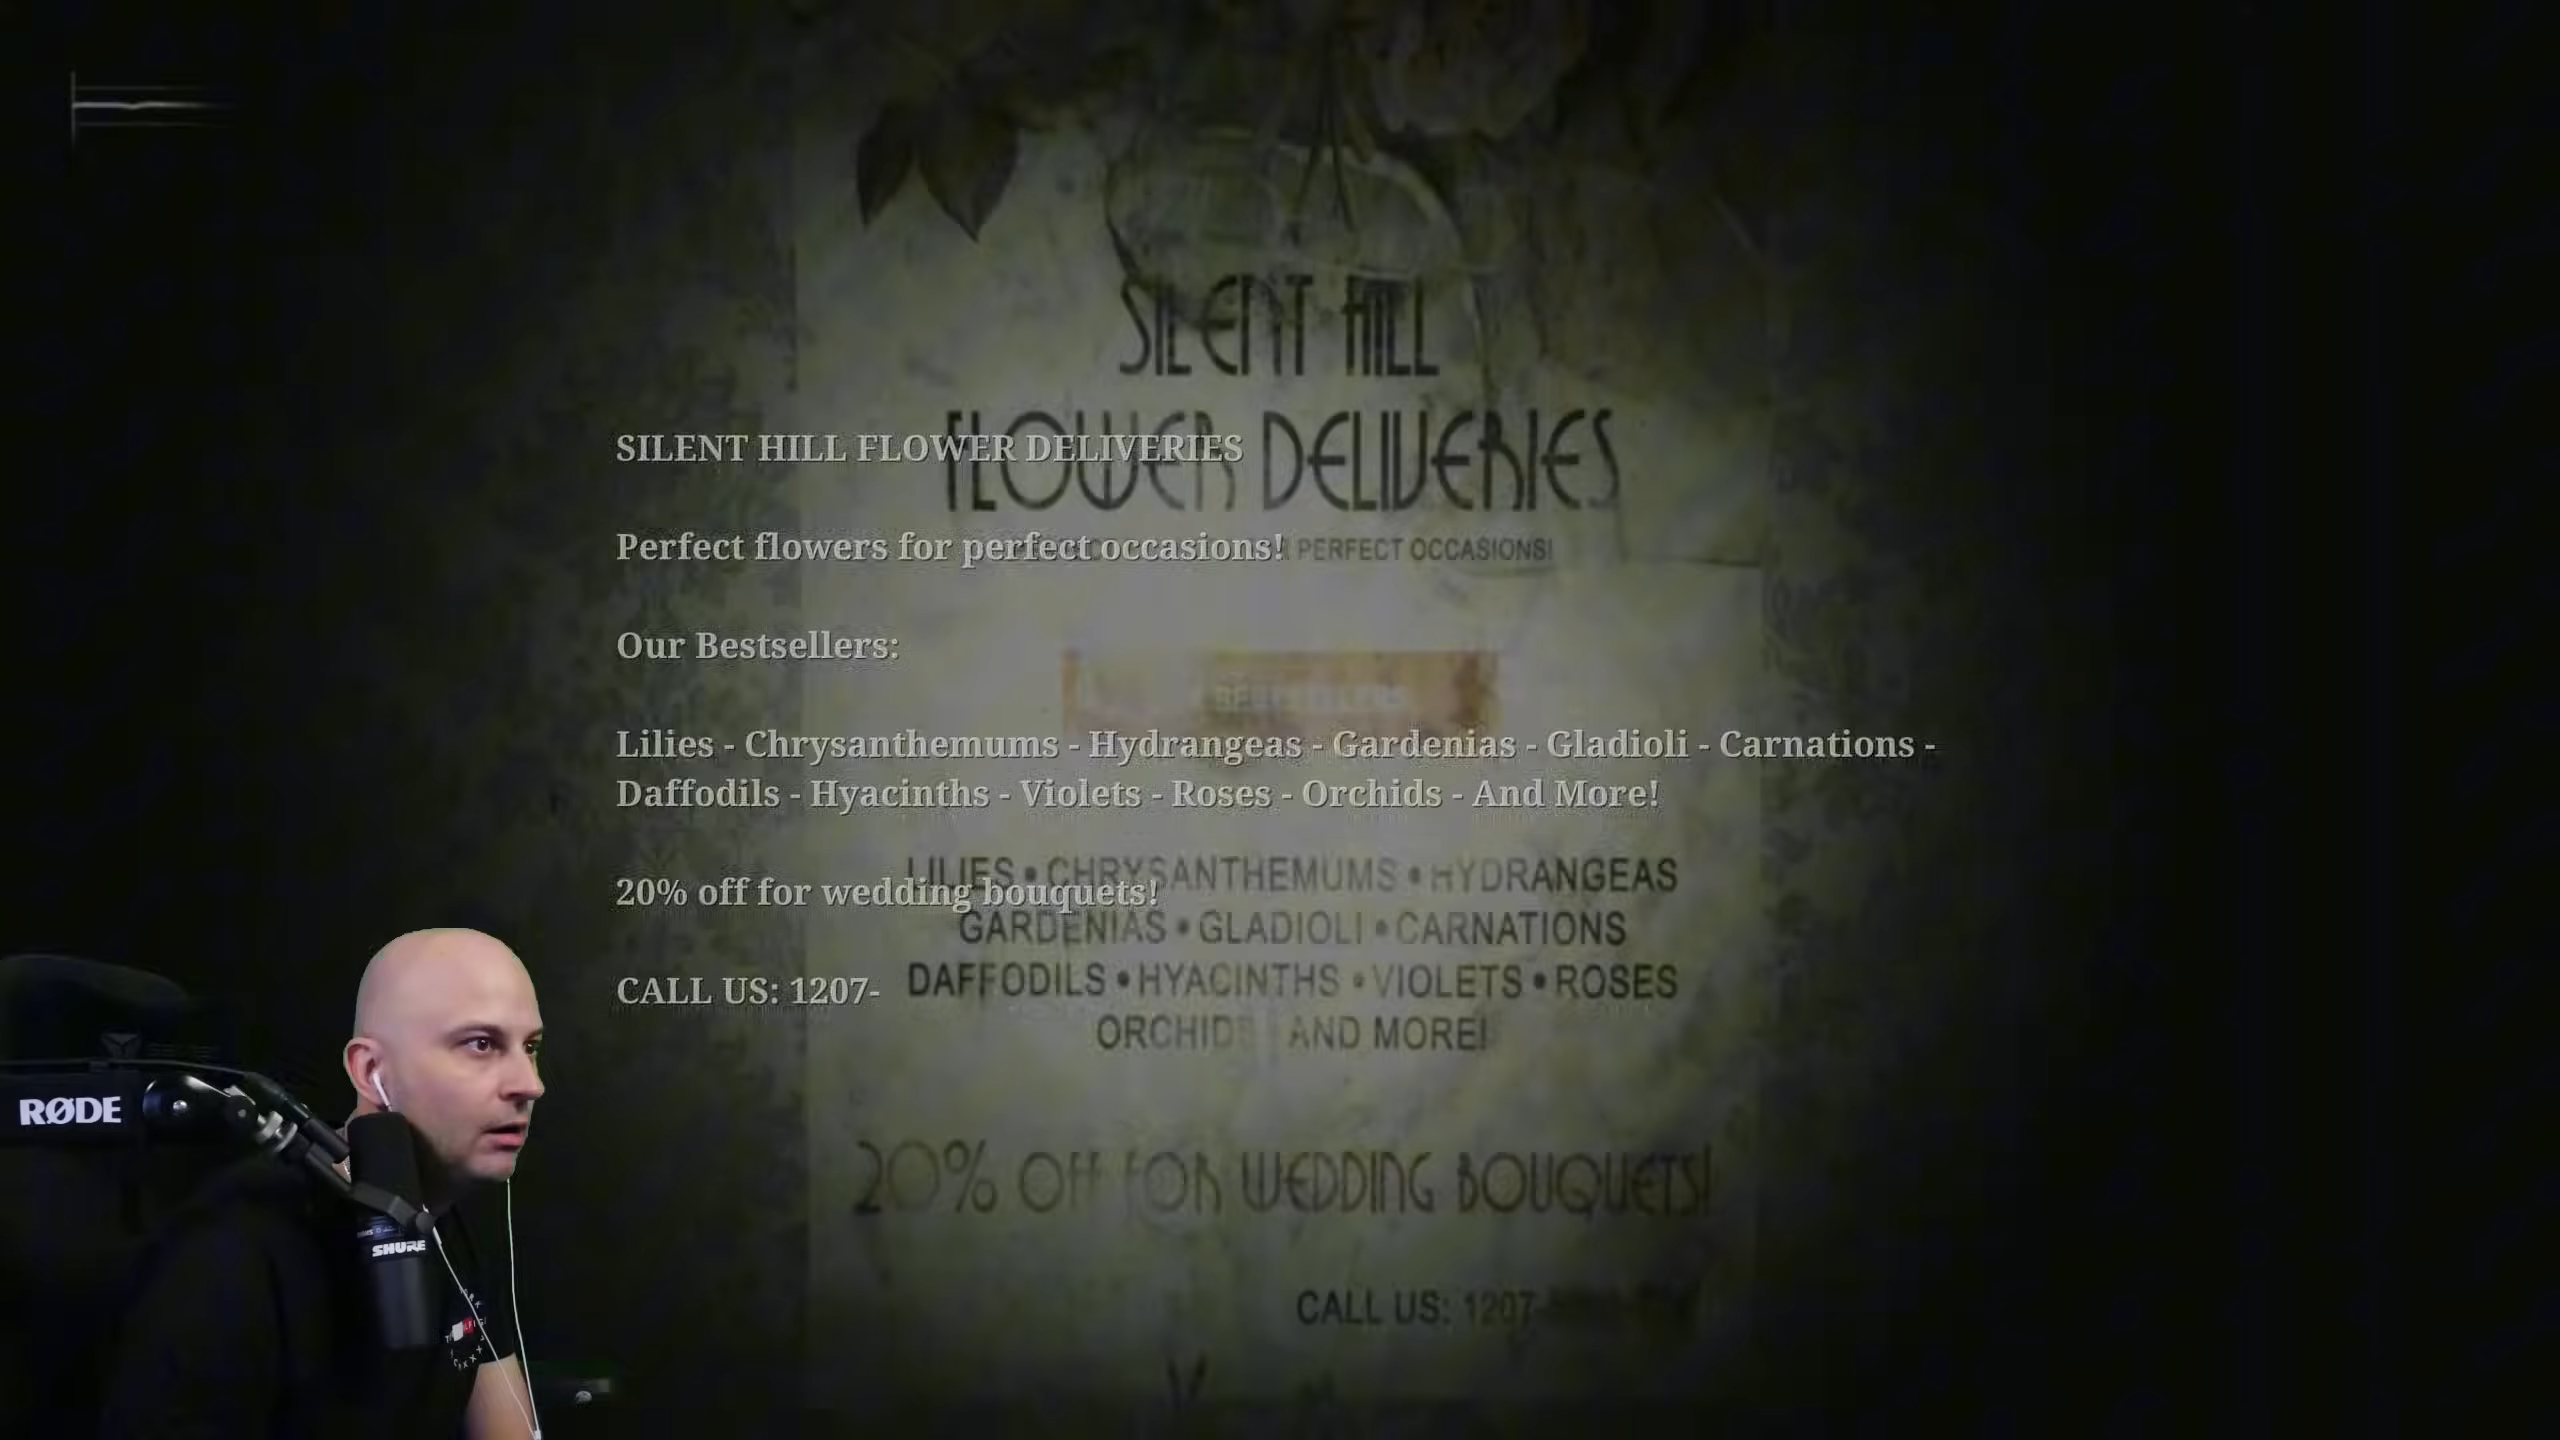 SILENT HILL
FLOWER DELIVERIES
PERFECT OCCASIONS!
SILENT HILL FLOWER DELIVERIES
Perfect flowers for perfect occasions!
Our Bestsellers:
Lilies - Chrysanthemums - Hydrangeas - Gardenias - Gladioli - Carnations -
Daffodils - Hyacinths - Violets - Roses - Orchids - And More!
20% off for wedding bouquets!
CALL US: 1207-
LILIES • CHRYSANTHEMUMS • HYDRANGEAS
GARDENIAS • GLADIOLI • CARNATIONS
DAFFODILS • HYACINTHS • VIOLETS • ROSES
ORCHIDS AND MORE!
20% OFF FOR WEDDING BOUQUETS!
CALL US: 1207-
RØDE
SHURE